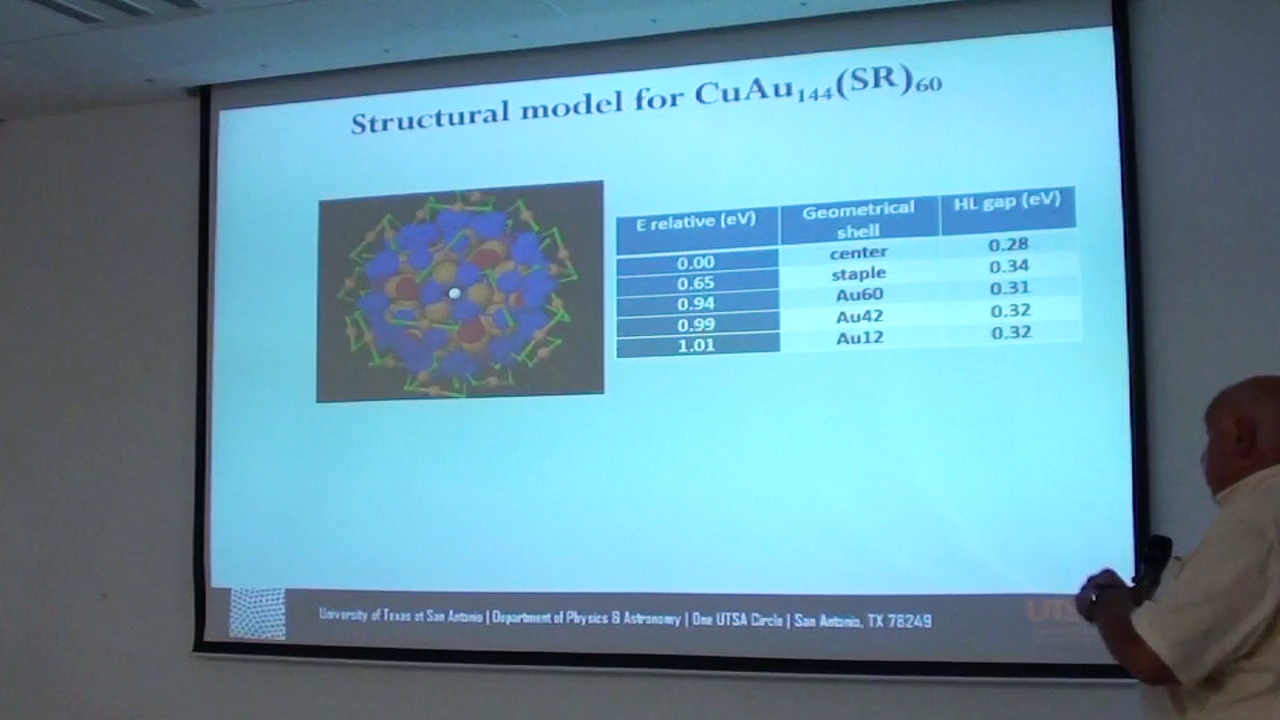 Structural model for CuAu144(SR)60
E relative (eV) Geometrical shell HL gap (eV)
0.00 center 0.28
0.65 staple 0.34
0.94 Au60 0.31
0.99 Au42 0.32
1.01 Au12 0.32
University of Texas at San Antonio | Department of Physics & Astronomy | One UTSA Circle | San Antonio, TX 78249
UTSA